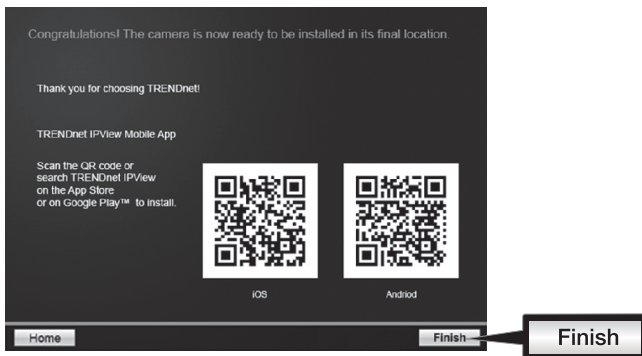 Congratulations! The camera is now ready to be installed in its final location.
Thank you for choosing TRENDnet!
TRENDnet IPView Mobile App
Scan the QR code or
search TRENDnet IPView
on the App Store
or on Google Play™ to install.
iOS
Andriod
Home
Finish
Finish